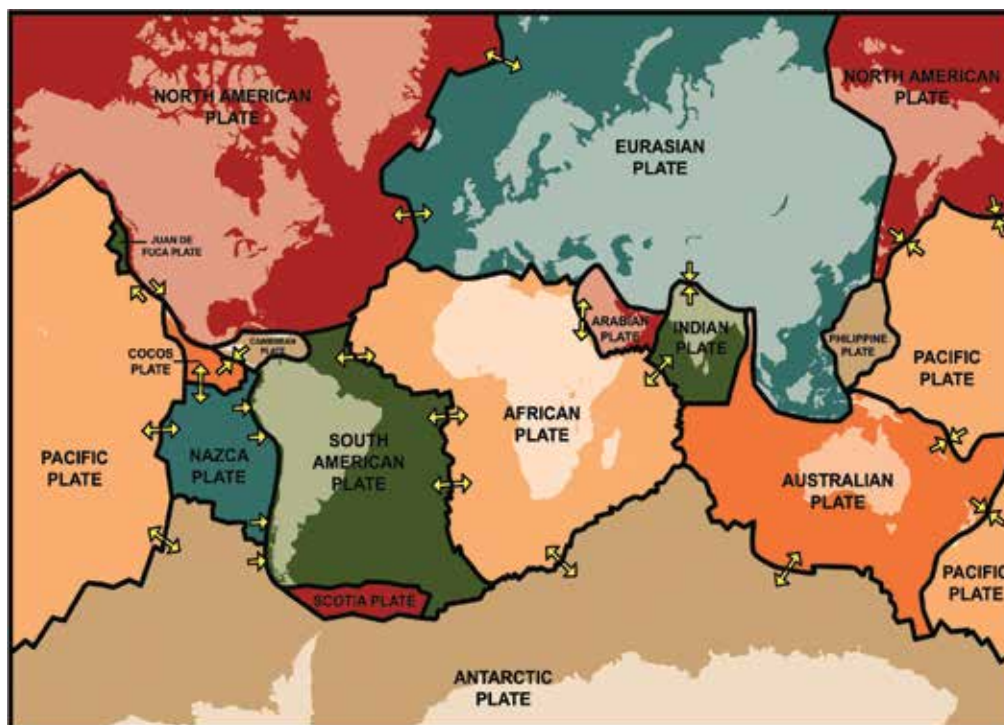 NORTH AMERICAN
PLATE
NORTH AMERICAN
PLATE
EURASIAN
PLATE
JUAN DE
FUCA PLATE
CARIBBEAN
PLATE
COCOS
PLATE
ARABIAN
PLATE
INDIAN
PLATE
PHILIPPINE
PLATE
PACIFIC
PLATE
PACIFIC
PLATE
NAZCA
PLATE
SOUTH
AMERICAN
PLATE
AFRICAN
PLATE
AUSTRALIAN
PLATE
PACIFIC
PLATE
SCOTIA PLATE
ANTARCTIC
PLATE